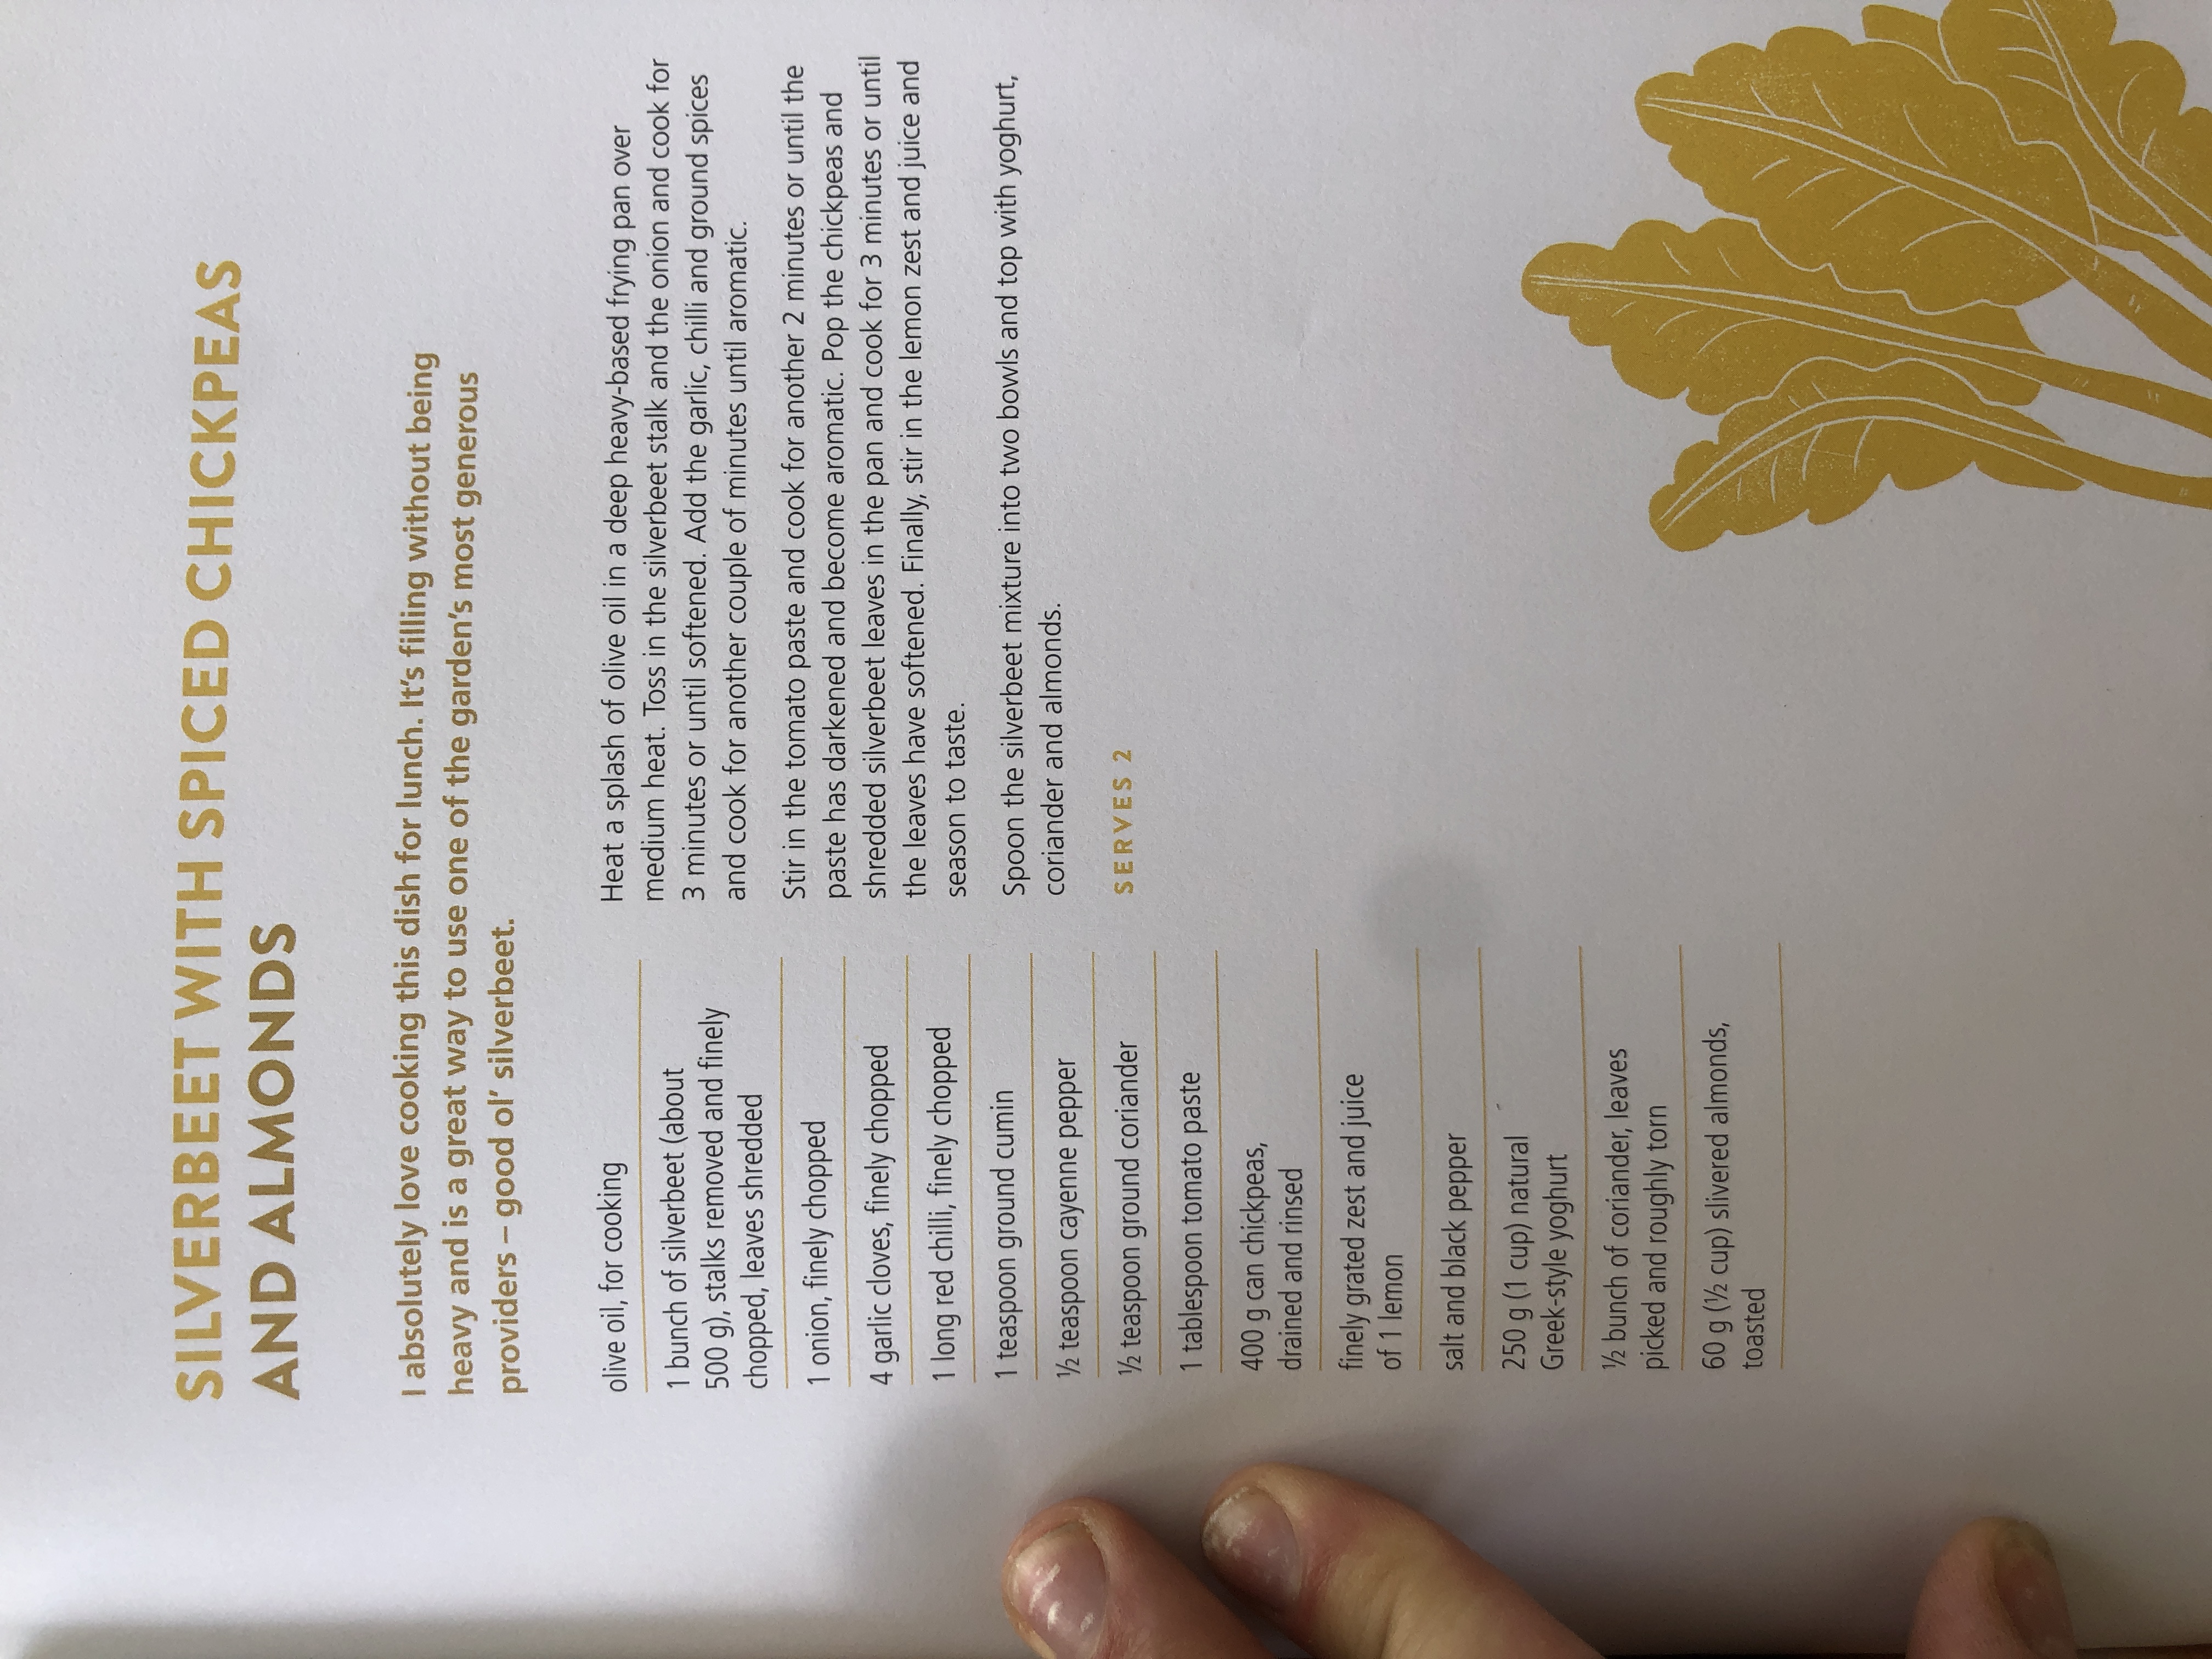 SILVERBEET WITH SPICED CHICKPEAS
AND ALMONDS
I absolutely love cooking this dish for lunch. It's filling without being
heavy and is a great way to use one of the garden's most generous
providers – good ol' silverbeet.
olive oil, for cooking
1 bunch of silverbeet (about
500 g), stalks removed and finely
chopped, leaves shredded
1 onion, finely chopped
4 garlic cloves, finely chopped
1 long red chilli, finely chopped
1 teaspoon ground cumin
½ teaspoon cayenne pepper
½ teaspoon ground coriander
1 tablespoon tomato paste
400 g can chickpeas,
drained and rinsed
finely grated zest and juice
of 1 lemon
salt and black pepper
250 g (1 cup) natural
Greek-style yoghurt
½ bunch of coriander, leaves
picked and roughly torn
60 g (½ cup) slivered almonds,
toasted
Heat a splash of olive oil in a deep heavy-based frying pan over
medium heat. Toss in the silverbeet stalk and the onion and cook for
3 minutes or until softened. Add the garlic, chilli and ground spices
and cook for another couple of minutes until aromatic.
Stir in the tomato paste and cook for another 2 minutes or until the
paste has darkened and become aromatic. Pop the chickpeas and
shredded silverbeet leaves in the pan and cook for 3 minutes or until
the leaves have softened. Finally, stir in the lemon zest and juice and
season to taste.
Spoon the silverbeet mixture into two bowls and top with yoghurt,
coriander and almonds.
SERVES 2